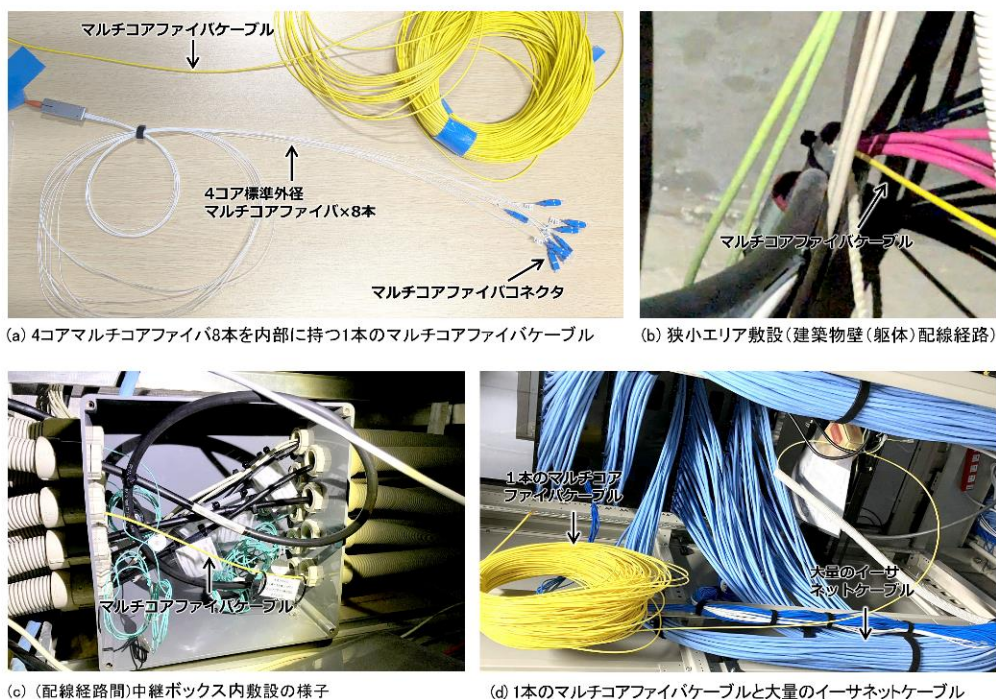 マルチコアファイバケーブル
4コア標準外径
マルチコアファイバ×8本
マルチコアファイバコネクタ
(a) 4コアマルチコアファイバ8本を内部に持つ1本のマルチコアファイバケーブル
マルチコアファイバケーブル
(b) 狭小エリア敷設(建築物壁(躯体)配線経路)
マルチコアファイバケーブル
(c) (配線経路間)中継ボックス内敷設の様子
1本のマルチコア
ファイバケーブル
大量のイーサ
ネットケーブル
(d) 1本のマルチコアファイバケーブルと大量のイーサネットケーブル